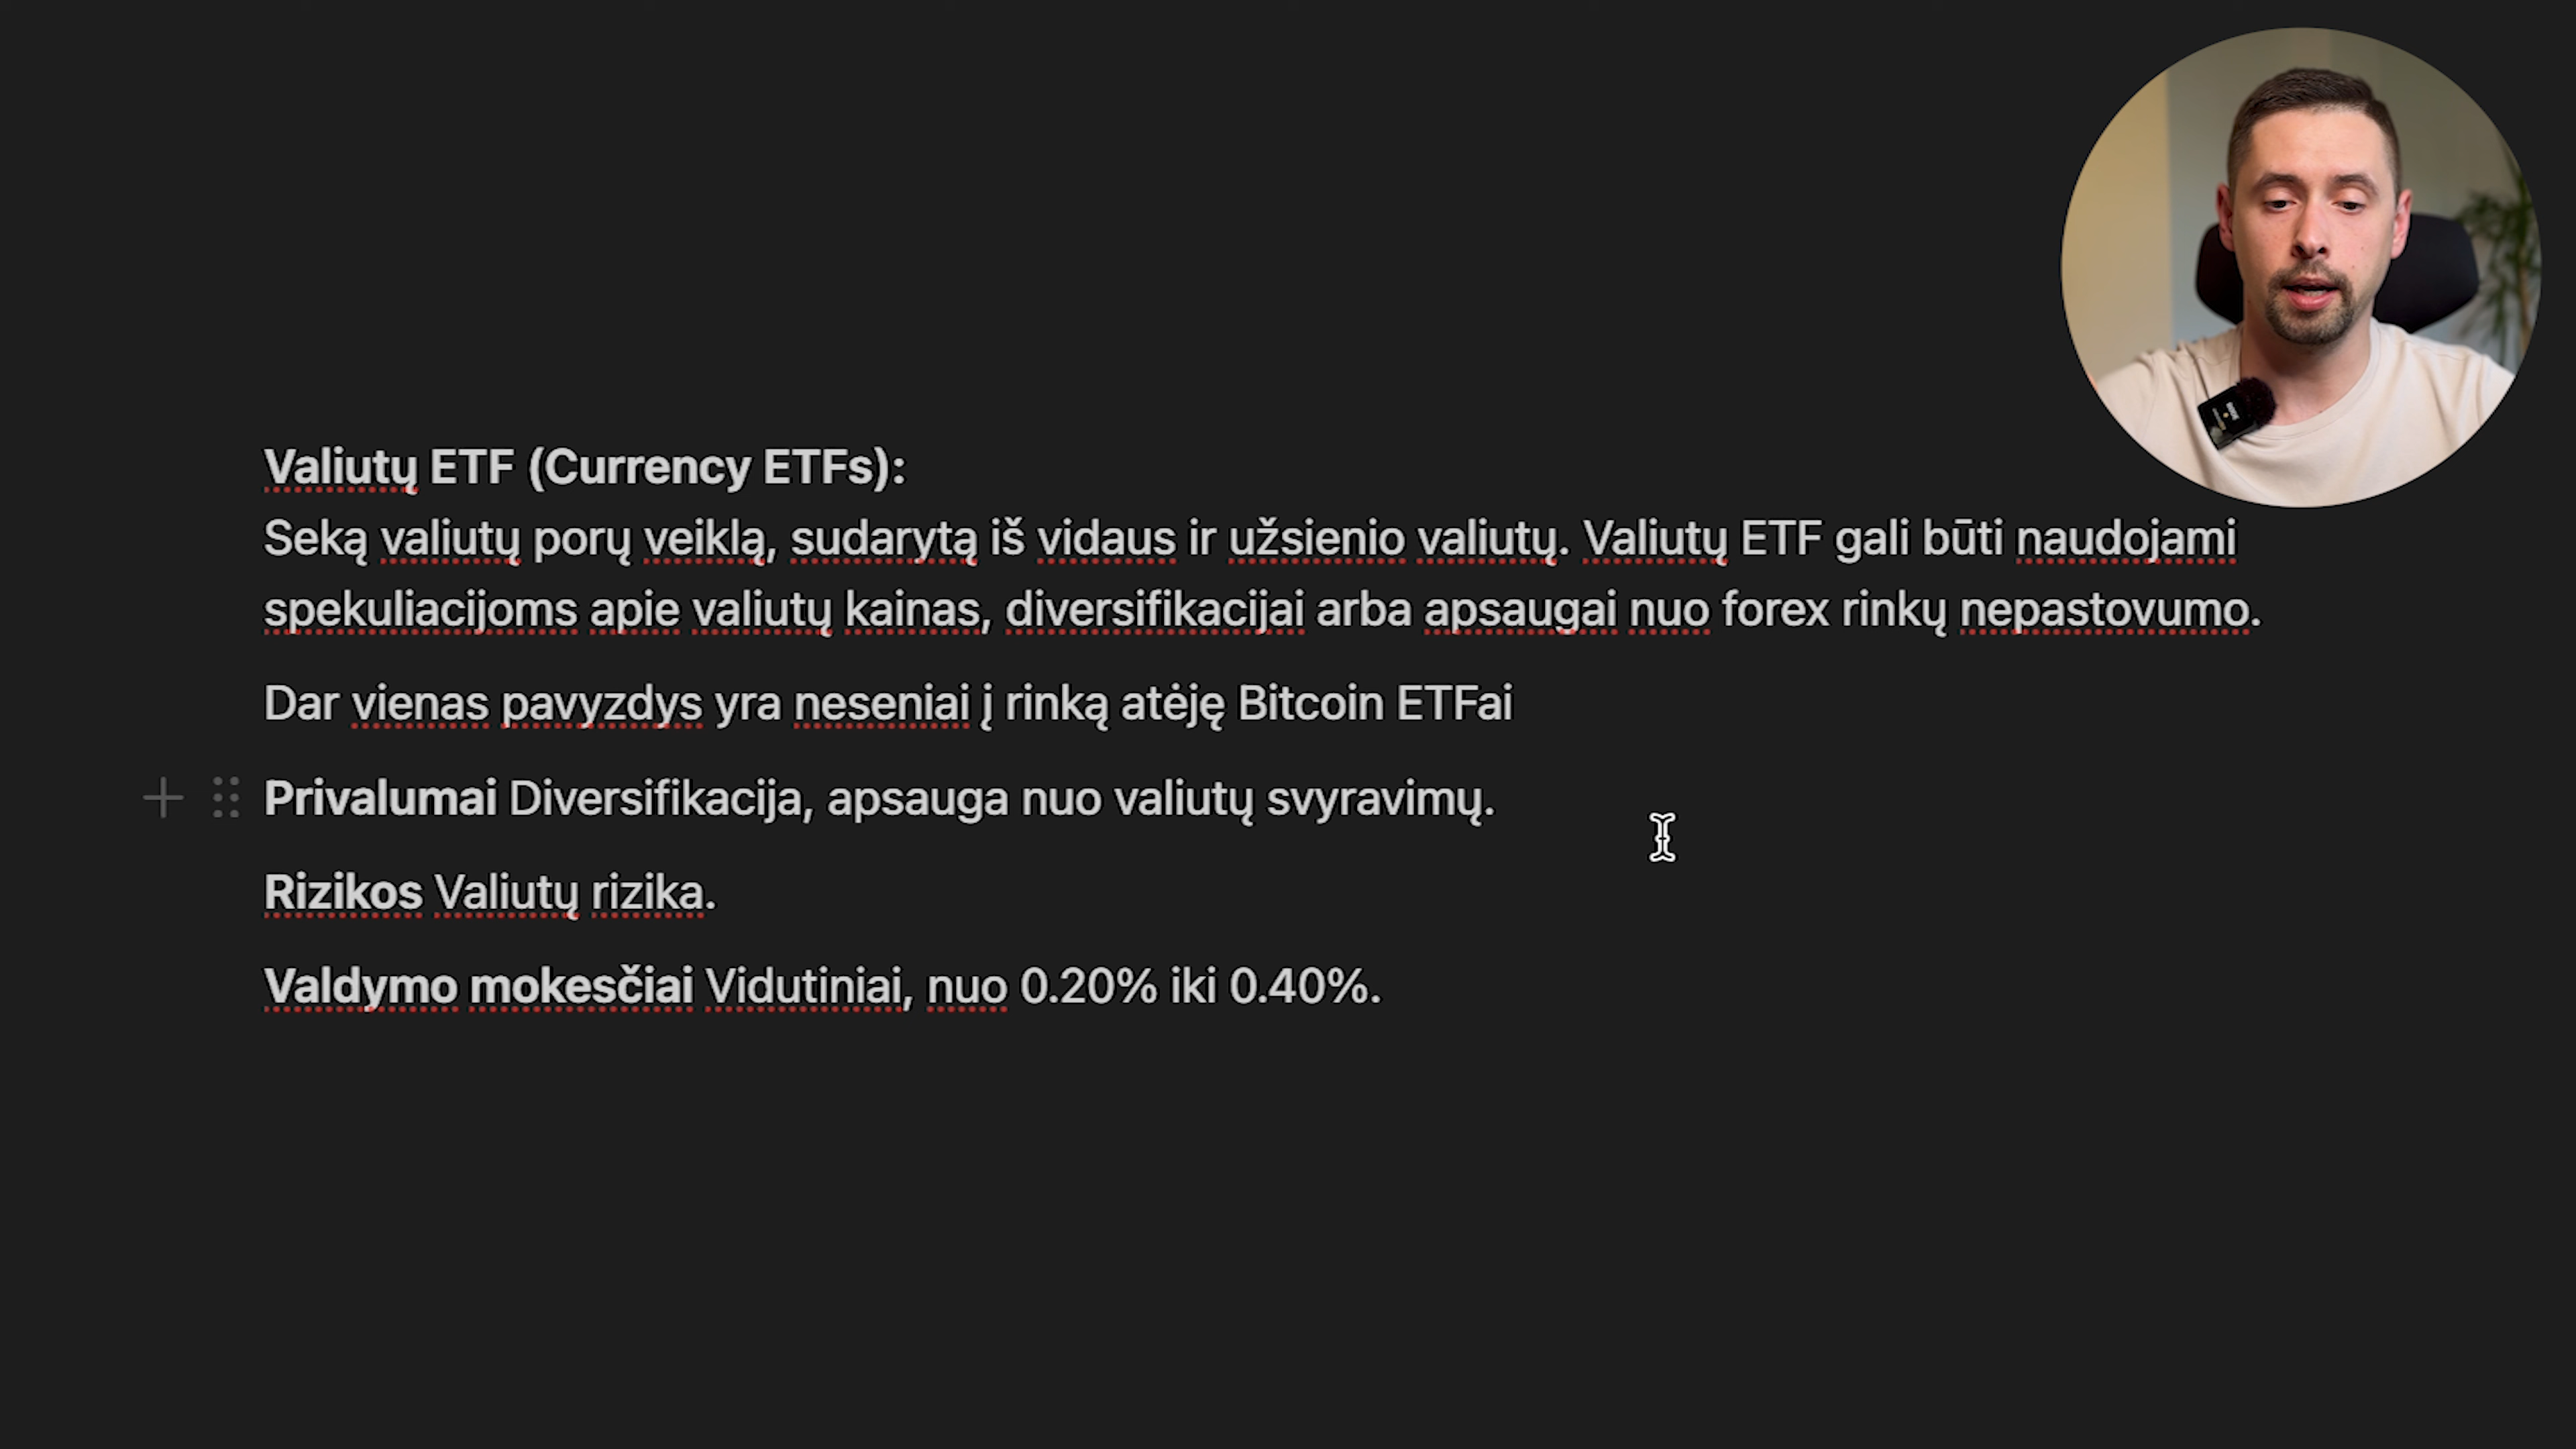 Valiutų ETF (Currency ETFs):
Seką valiutų porų veiklą, sudarytą iš vidaus ir užsienio valiutų. Valiutų ETF gali būti naudojami
spekuliacijoms apie valiutų kainas, diversifikacijai arba apsaugai nuo forex rinkų nepastovumo.
Dar vienas pavyzdys yra neseniai į rinką atėję Bitcoin ETFai
Privalumai Diversifikacija, apsauga nuo valiutų svyravimų.
Rizikos Valiutų rizika.
Valdymo mokesčiai Vidutiniai, nuo 0.20% iki 0.40%.